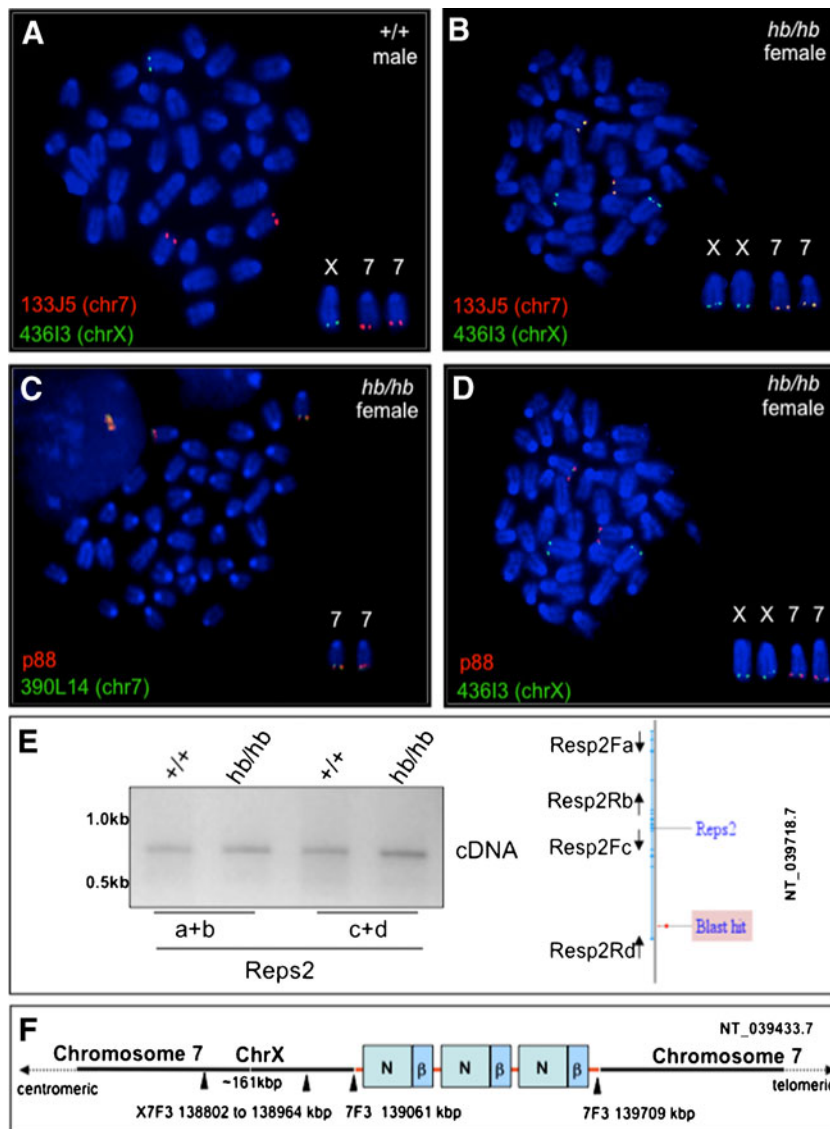 A
+/+
male
X 7 7
133J5 (chr7)
436I3 (chrX)
B
hb/hb
female
X X 7 7
133J5 (chr7)
436I3 (chrX)
C
hb/hb
female
7 7
p88
390L14 (chr7)
D
hb/hb
female
X X 7 7
p88
436I3 (chrX)
E
+/+ hb/hb +/+ hb/hb
1.0kb
0.5kb
cDNA
a+b c+d
Reps2
Resp2Fa
Resp2Rb
Reps2
Resp2Fc
Blast hit
Resp2Rd
NT_039718.7
F
NT_039433.7
Chromosome 7 ChrX N β N β N β Chromosome 7
centromeric ~161kbp telomeric
X7F3 138802 to 138964 kbp 7F3 139061 kbp 7F3 139709 kbp